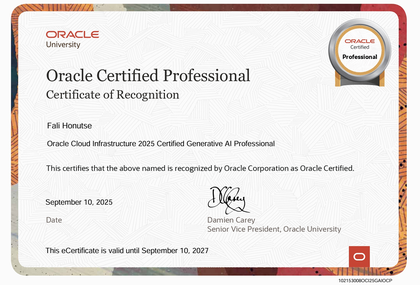 ORACLE
University
ORACLE
Certified
Professional
Oracle Certified Professional
Certificate of Recognition
Fali Honutse
Oracle Cloud Infrastructure 2025 Certified Generative AI Professional
This certifies that the above named is recognized by Oracle Corporation as Oracle Certified.
September 10, 2025
Date
Damien Carey
Senior Vice President, Oracle University
This eCertificate is valid until September 10, 2027
102153008OCI25GAIOCP